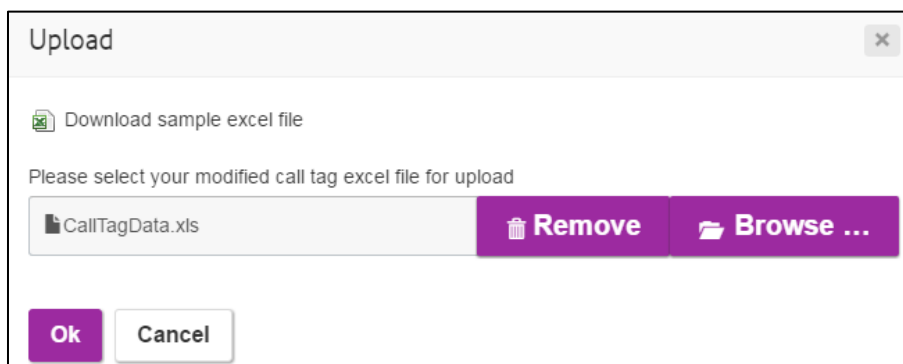 Upload
Download sample excel file
Please select your modified call tag excel file for upload
CallTagData.xls Remove Browse ...
Ok Cancel